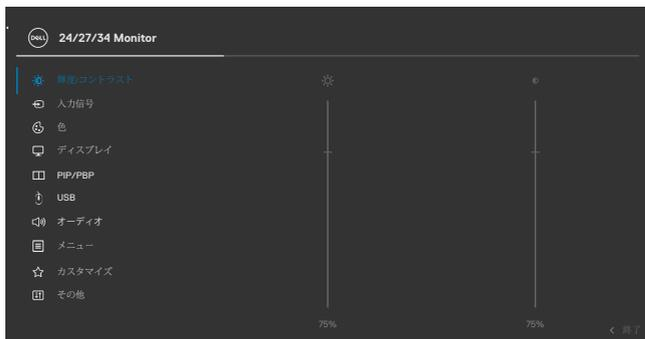 DELL
24/27/34 Monitor
輝度/コントラスト
入力信号
色
ディスプレイ
PIP/PBP
USB
オーディオ
メニュー
カスタマイズ
その他
75%
75%
終了